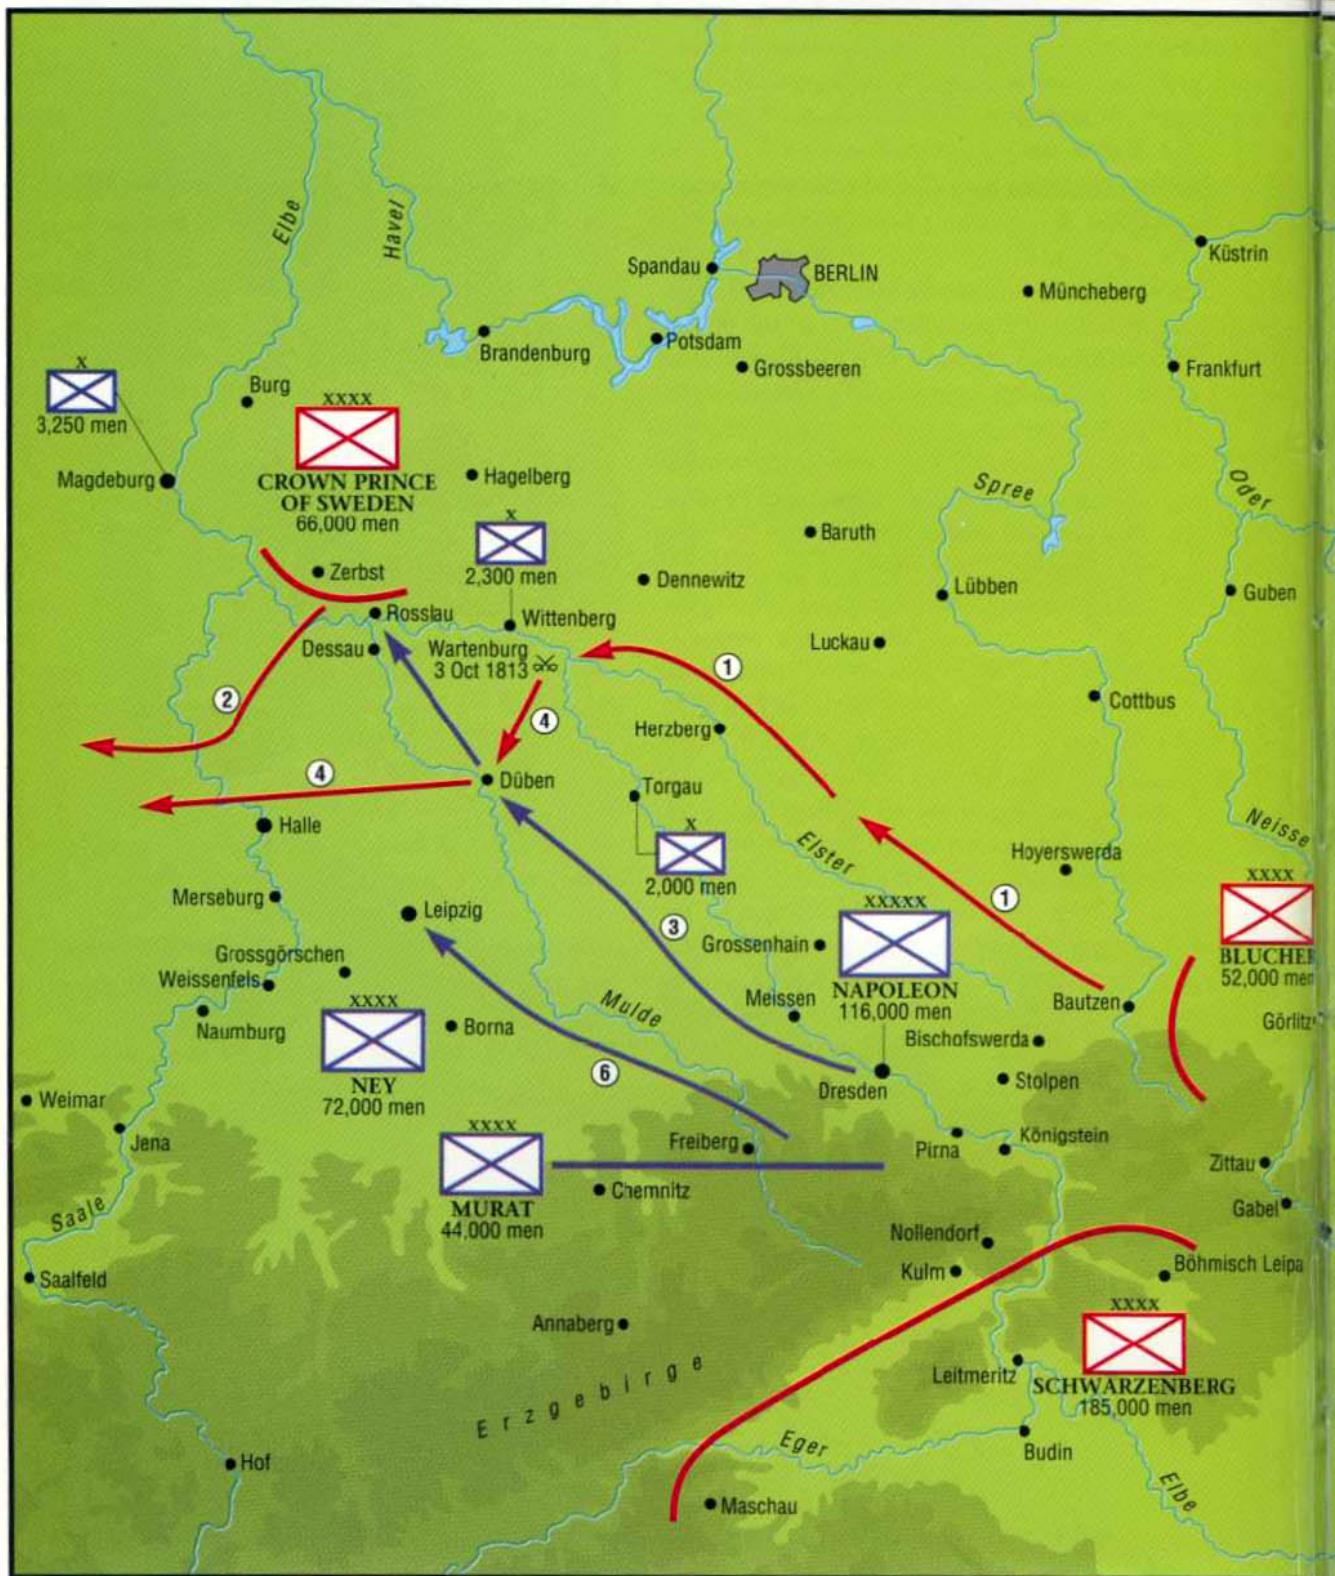 Elbe
Havel
Spandau
BERLIN
Küstrin
Müncheberg
Brandenburg
Potsdam
Grossbeeren
Frankfurt
X
3,250 men
Burg
XXXX
CROWN PRINCE
OF SWEDEN
66,000 men
Magdeburg
Hagelberg
Spree
Oder
X
2,300 men
Baruth
Zerbst
Dennewitz
Lübben
Guben
Rosslau
Wittenberg
Dessau
Wartenburg
3 Oct 1813
Luckau
1
2
4
Herzberg
Cottbus
4
Düben
Torgau
Halle
X
2,000 men
Elster
Hoyerswerda
Neisse
Merseburg
Leipzig
3
XXXXX
NAPOLEON
116,000 men
1
XXXX
BLUCHER
52,000 men
Grossgörschen
Weissenfels
Grossenhain
Naumburg
XXXX
NEY
72,000 men
Borna
Mulde
Meissen
Bautzen
Görlitz
Bischofswerda
6
Dresden
Stolpen
Weimar
Jena
XXXX
MURAT
44,000 men
Freiberg
Pirna
Königstein
Chemnitz
Zittau
Gabel
Saale
Nollendorf
Saalfeld
Kulm
Böhmisch Leipa
Annaberg
XXXX
SCHWARZENBERG
185,000 men
Erzgebirge
Leitmeritz
Hof
Eger
Budin
Maschau
Elbe